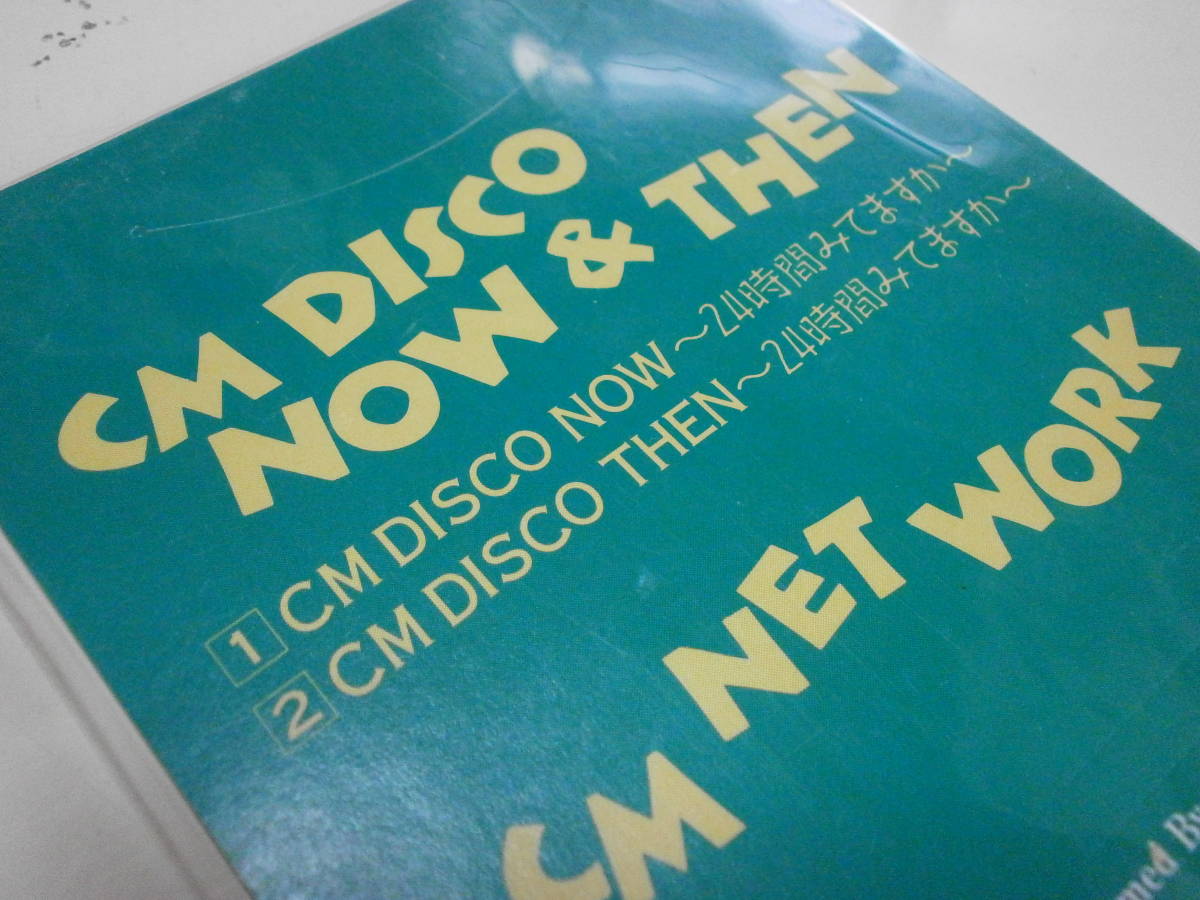 CM DISCO
NOW & THEN
1 CM DISCO NOW～24時間みてますか～
2 CM DISCO THEN～24時間みてますか～
CM NET WORK